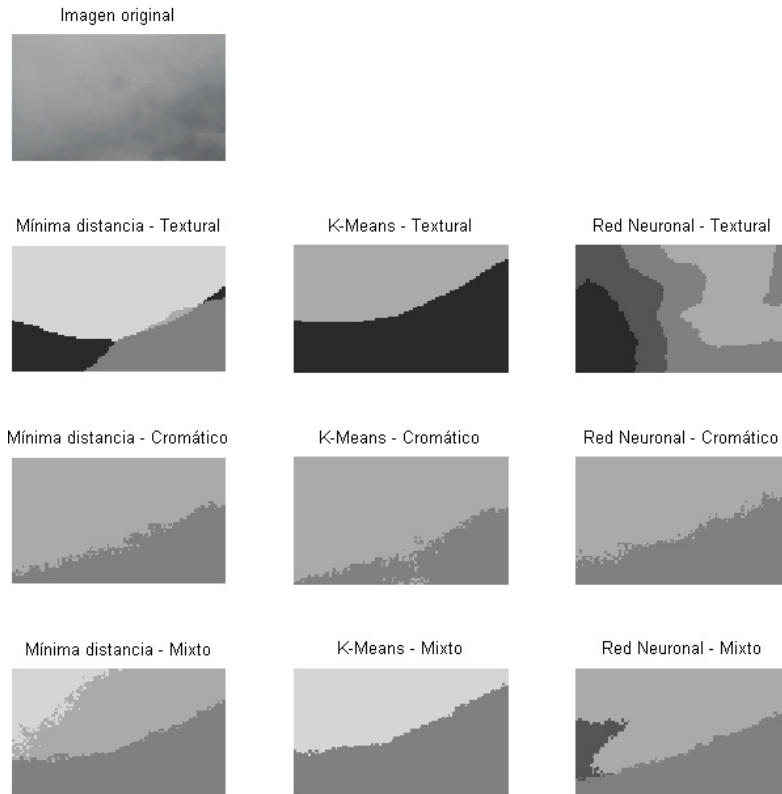 Imagen original
Mínima distancia - Textural
K-Means - Textural
Red Neuronal - Textural
Mínima distancia - Cromático
K-Means - Cromático
Red Neuronal - Cromático
Mínima distancia - Mixto
K-Means - Mixto
Red Neuronal - Mixto